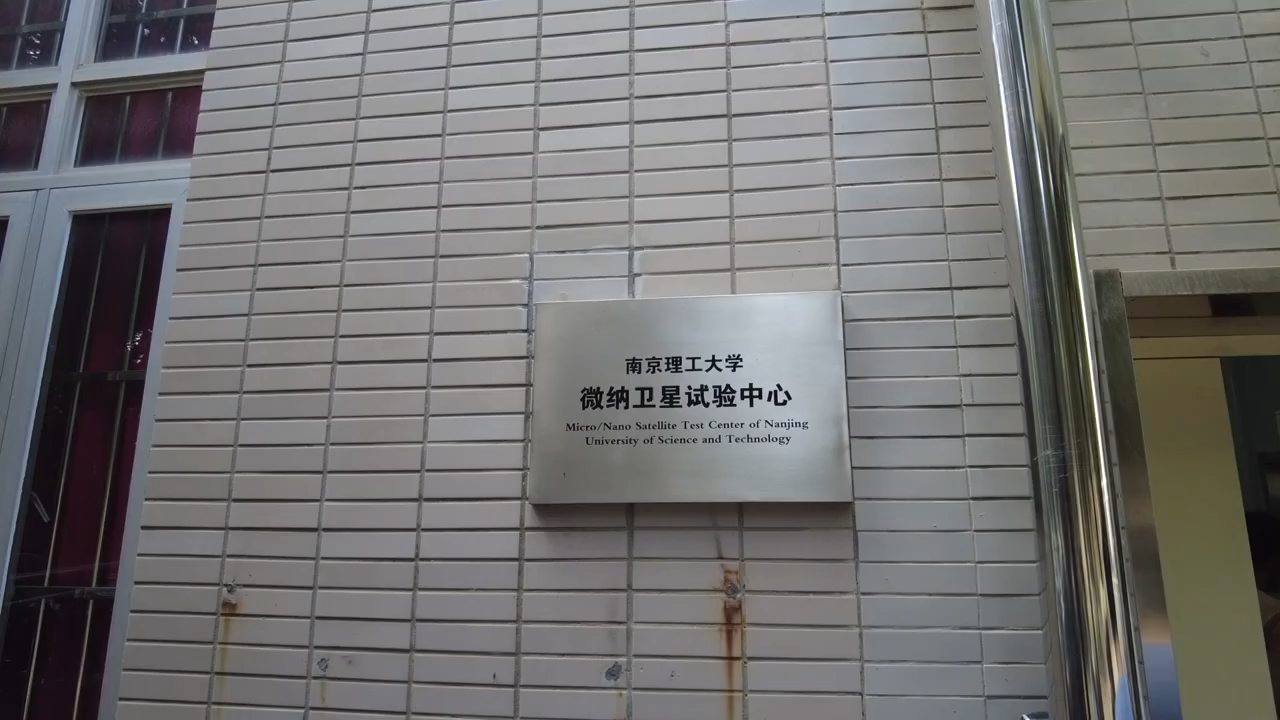 南京理工大学
微纳卫星试验中心
Micro/Nano Satellite Test Center of Nanjing
University of Science and Technology